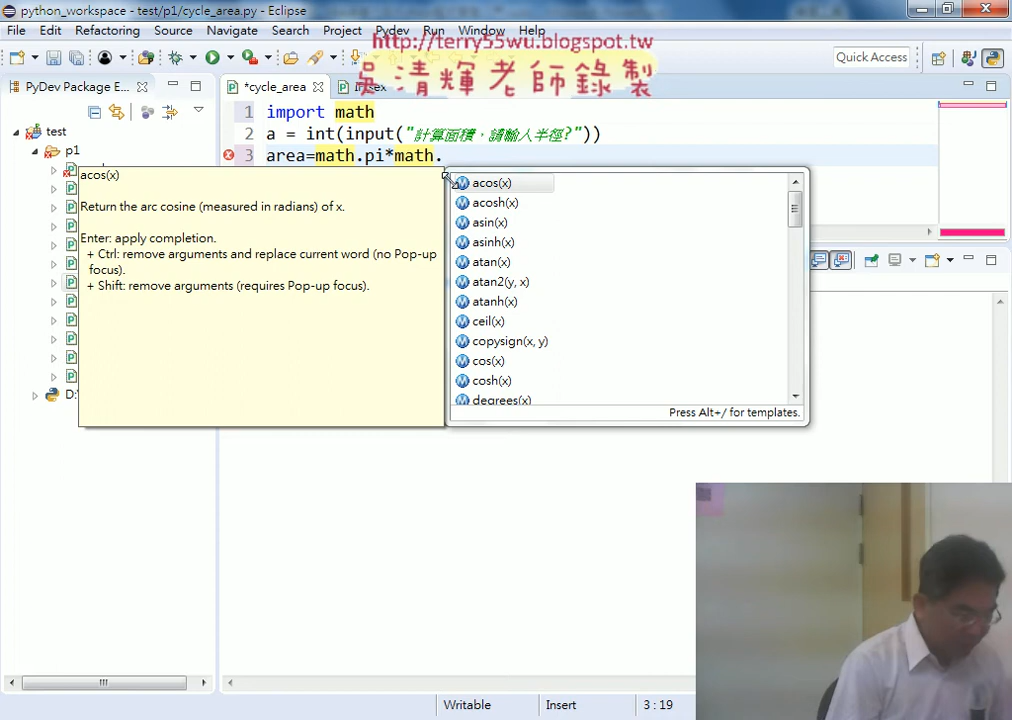 python_workspace - test/p1/cycle_area.py - Eclipse
File Edit Refactoring Source Navigate Search Project Pydev Run Window Help
http://terry55wu.blogspot.tw
吳清輝老師錄製
Quick Access
PyDev Package E...
*cycle_area
test
p1
1 import math
2 a = int(input("計算面積，請輸入半徑?"))
3 area=math.pi*math.
acos(x)
Return the arc cosine (measured in radians) of x.
Enter: apply completion.
+ Ctrl: remove arguments and replace current word (no Pop-up
focus).
+ Shift: remove arguments (requires Pop-up focus).
acos(x)
acosh(x)
asin(x)
asinh(x)
atan(x)
atan2(y, x)
atanh(x)
ceil(x)
copysign(x, y)
cos(x)
cosh(x)
degrees(x)
Press Alt+/ for templates.
Writable Insert 3 : 19